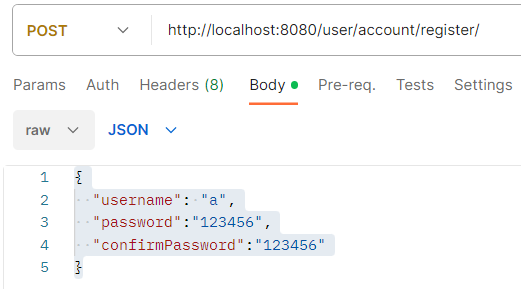 POST http://localhost:8080/user/account/register/
Params Auth Headers (8) Body Pre-req. Tests Settings
raw JSON
1 {
2 "username": "a",
3 "password":"123456",
4 "confirmPassword":"123456"
5 }